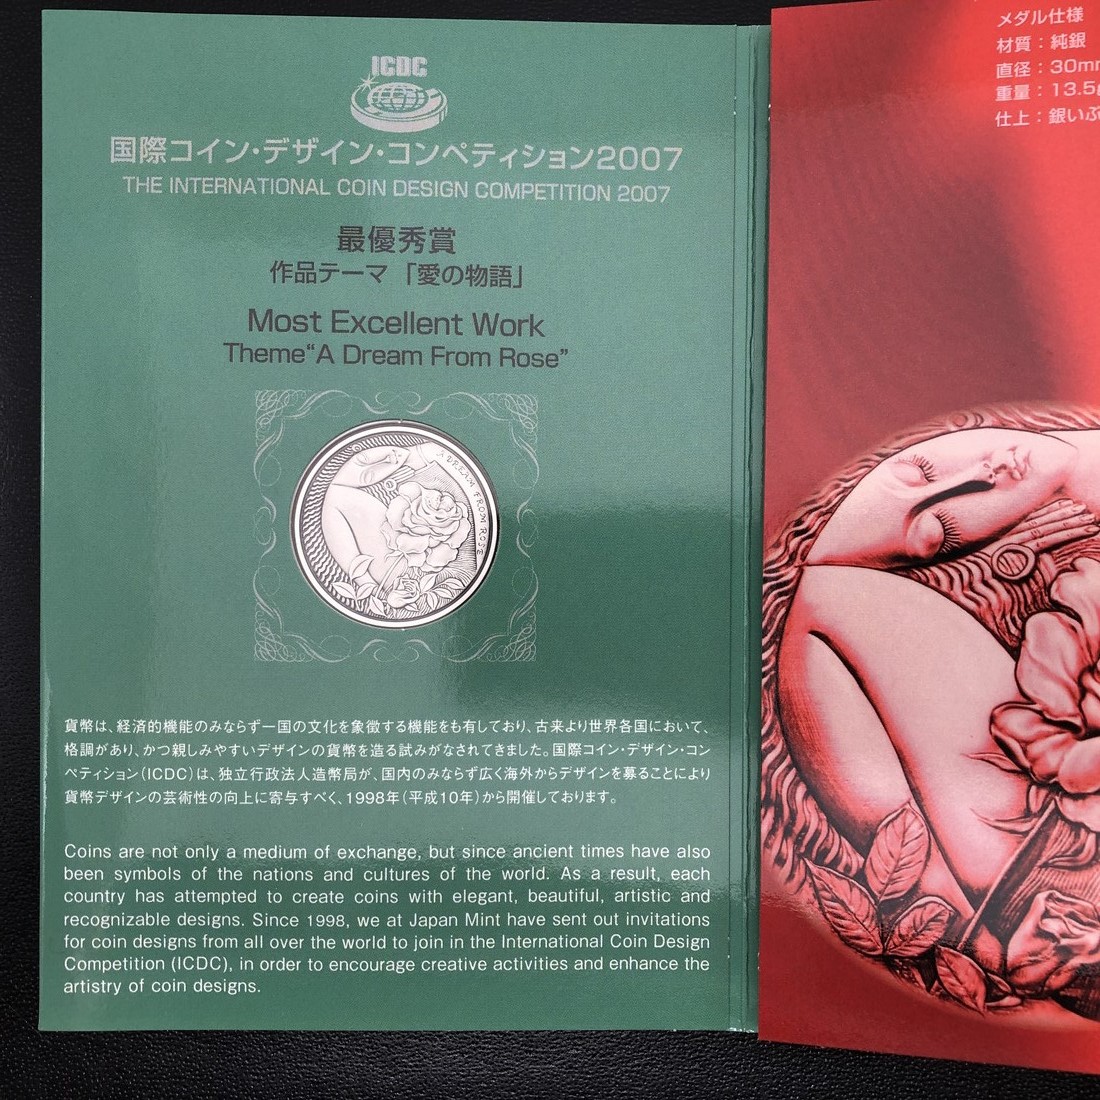 ICDC
国際コイン・デザイン・コンペティション2007
THE INTERNATIONAL COIN DESIGN COMPETITION 2007
最優秀賞
作品テーマ 「愛の物語」
Most Excellent Work
Theme“A Dream From Rose”
A DREAM FROM ROSE
貨幣は、経済的機能のみならず一国の文化を象徴する機能をも有しており、古来より世界各国において、
格調があり、かつ親しみやすいデザインの貨幣を造る試みがなされてきました。国際コイン・デザイン・コン
ペティション（ICDC）は、独立行政法人造幣局が、国内のみならず広く海外からデザインを募ることにより
貨幣デザインの芸術性の向上に寄与すべく、1998年（平成10年）から開催しております。
Coins are not only a medium of exchange, but since ancient times have also
been symbols of the nations and cultures of the world. As a result, each
country has attempted to create coins with elegant, beautiful, artistic and
recognizable designs. Since 1998, we at Japan Mint have sent out invitations
for coin designs from all over the world to join in the International Coin Design
Competition (ICDC), in order to encourage creative activities and enhance the
artistry of coin designs.
メダル仕様
材質：純銀
直径：30mm
重量：13.5g
仕上：銀いぶ